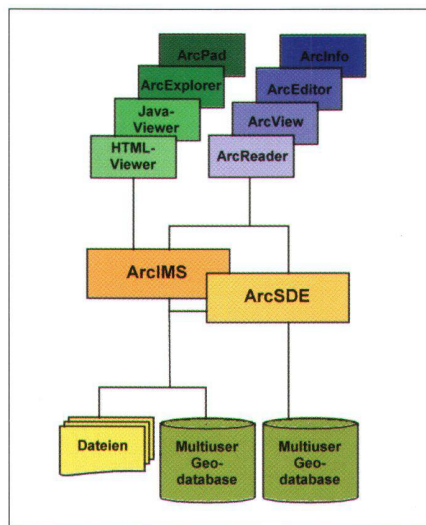 ArcPad
ArcInfo
ArcExplorer
ArcEditor
Java-
Viewer
ArcView
HTML-
Viewer
ArcReader
ArcIMS
ArcSDE
Dateien
Multiuser
Geo-
database
Multiuser
Geo-
database